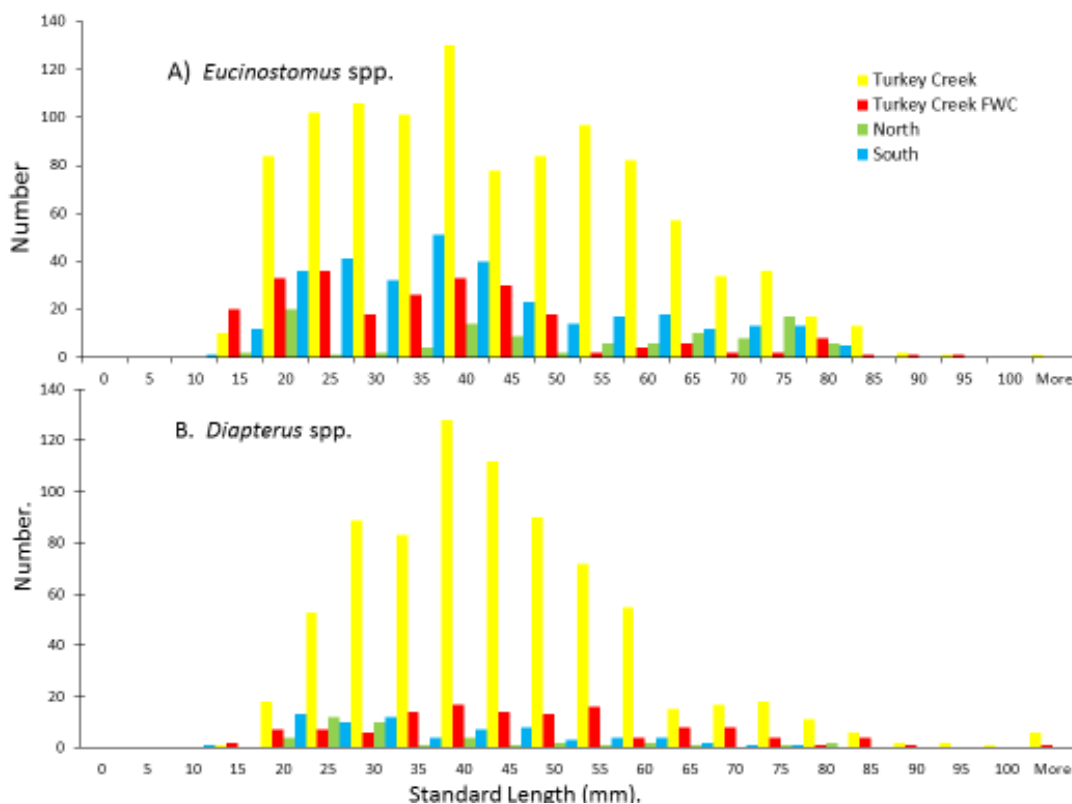 140
120
100
80
60
40
20
0
Number
A) Eucinostomus spp.
Turkey Creek
Turkey Creek FWC
North
South
0 5 10 15 20 25 30 35 40 45 50 55 60 65 70 75 80 85 90 95 100 More
140
120
100
80
60
40
20
0
Number.
B. Diapterus spp.
0 5 10 15 20 25 30 35 40 45 50 55 60 65 70 75 80 85 90 95 100 More
Standard Length (mm).